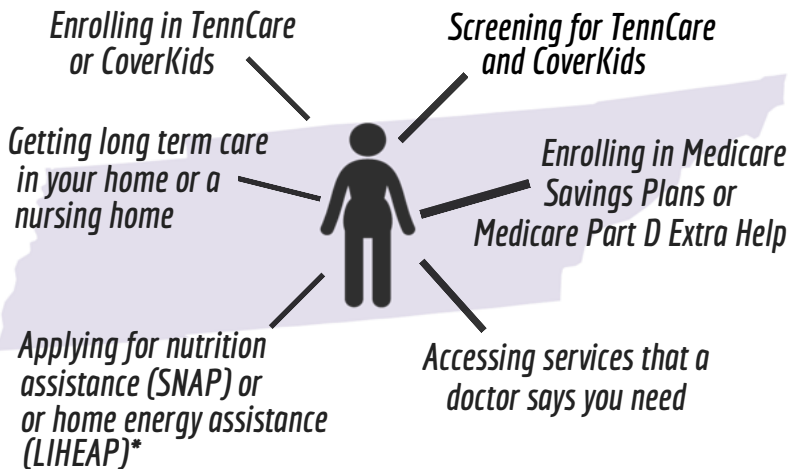 Enrolling in TennCare
or CoverKids
Screening for TennCare
and CoverKids
Getting long term care
in your home or a
nursing home
Enrolling in Medicare
Savings Plans or
Medicare Part D Extra Help
Applying for nutrition
assistance (SNAP) or
or home energy assistance
(LIHEAP)*
Accessing services that a
doctor says you need